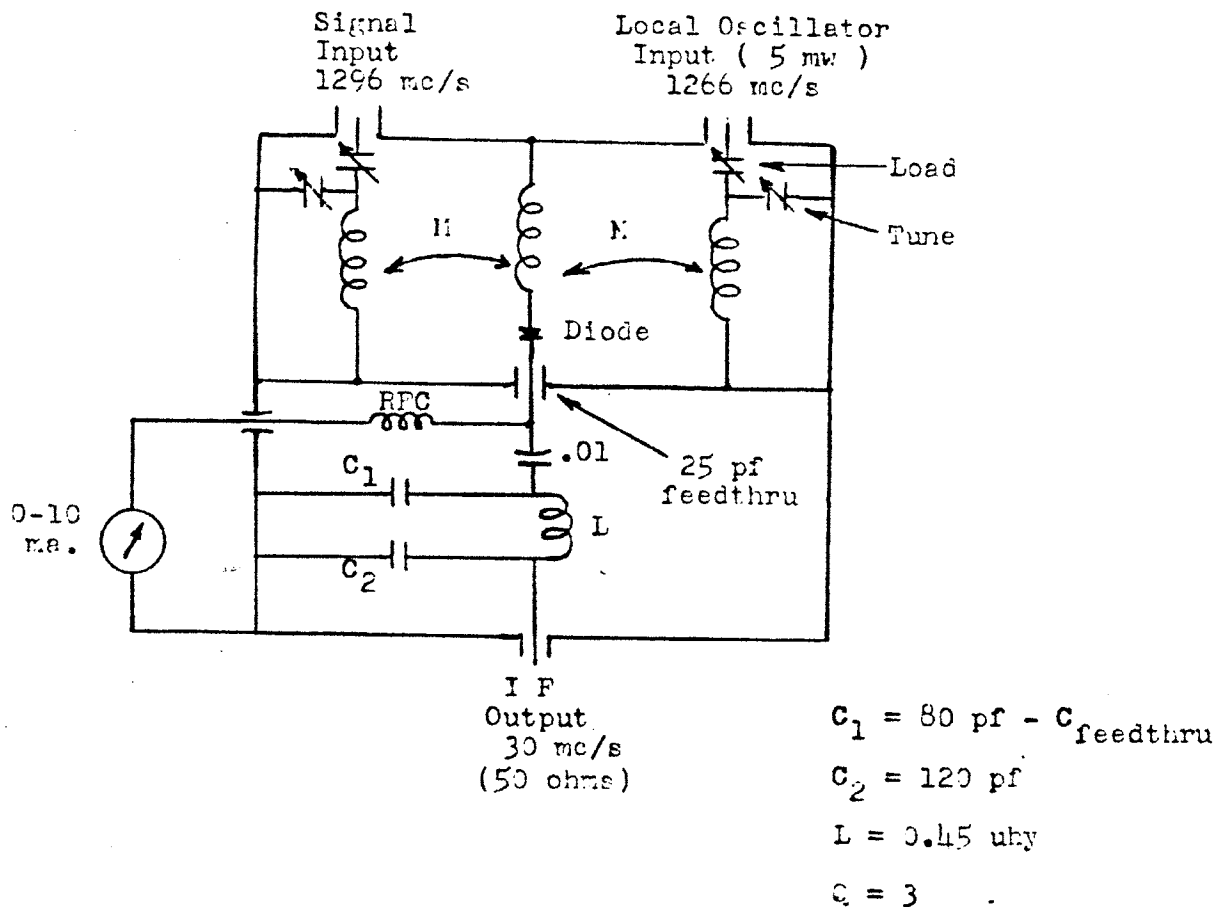 Signal
Input
1296 mc/s
Local Oscillator
Input ( 5 mw )
1266 mc/s
Load
Tune
M
M
Diode
RFC
.01
25 pf
feedthru
C1
L
0-10
ma.
C2
I F
Output
30 mc/s
(50 ohms)
C1 = 80 pf - Cfeedthru
C2 = 120 pf
L = 0.45 uhy
Q = 3